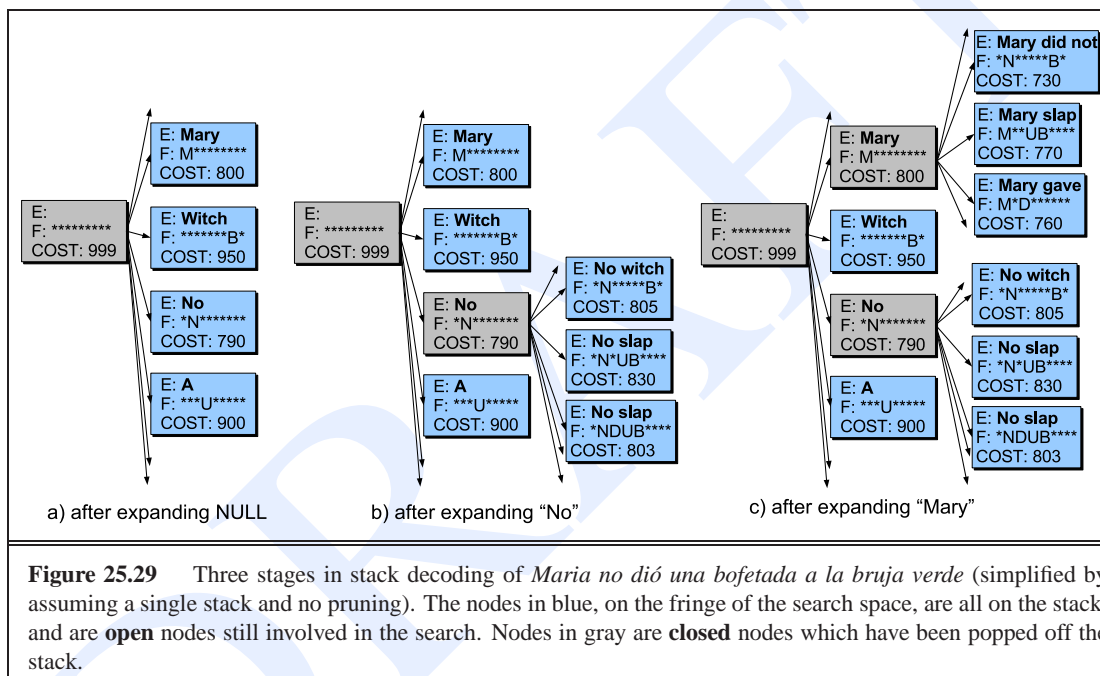 E:
F: *********
COST: 999
E: Mary
F: M********
COST: 800
E: Witch
F: *******B*
COST: 950
E: No
F: *N*******
COST: 790
E: A
F: ***U*****
COST: 900
a) after expanding NULL
E:
F: *********
COST: 999
E: Mary
F: M********
COST: 800
E: Witch
F: *******B*
COST: 950
E: No
F: *N*******
COST: 790
E: A
F: ***U*****
COST: 900
E: No witch
F: *N*****B*
COST: 805
E: No slap
F: *N*UB****
COST: 830
E: No slap
F: *NDUB****
COST: 803
b) after expanding “No”
E:
F: *********
COST: 999
E: Mary
F: M********
COST: 800
E: Witch
F: *******B*
COST: 950
E: No
F: *N*******
COST: 790
E: A
F: ***U*****
COST: 900
E: Mary did not
F: *N*****B*
COST: 730
E: Mary slap
F: M**UB****
COST: 770
E: Mary gave
F: M*D******
COST: 760
E: No witch
F: *N*****B*
COST: 805
E: No slap
F: *N*UB****
COST: 830
E: No slap
F: *NDUB****
COST: 803
c) after expanding “Mary”
Figure 25.29 Three stages in stack decoding of Maria no dió una bofetada a la bruja verde (simplified by
assuming a single stack and no pruning). The nodes in blue, on the fringe of the search space, are all on the stack
and are open nodes still involved in the search. Nodes in gray are closed nodes which have been popped off the
stack.